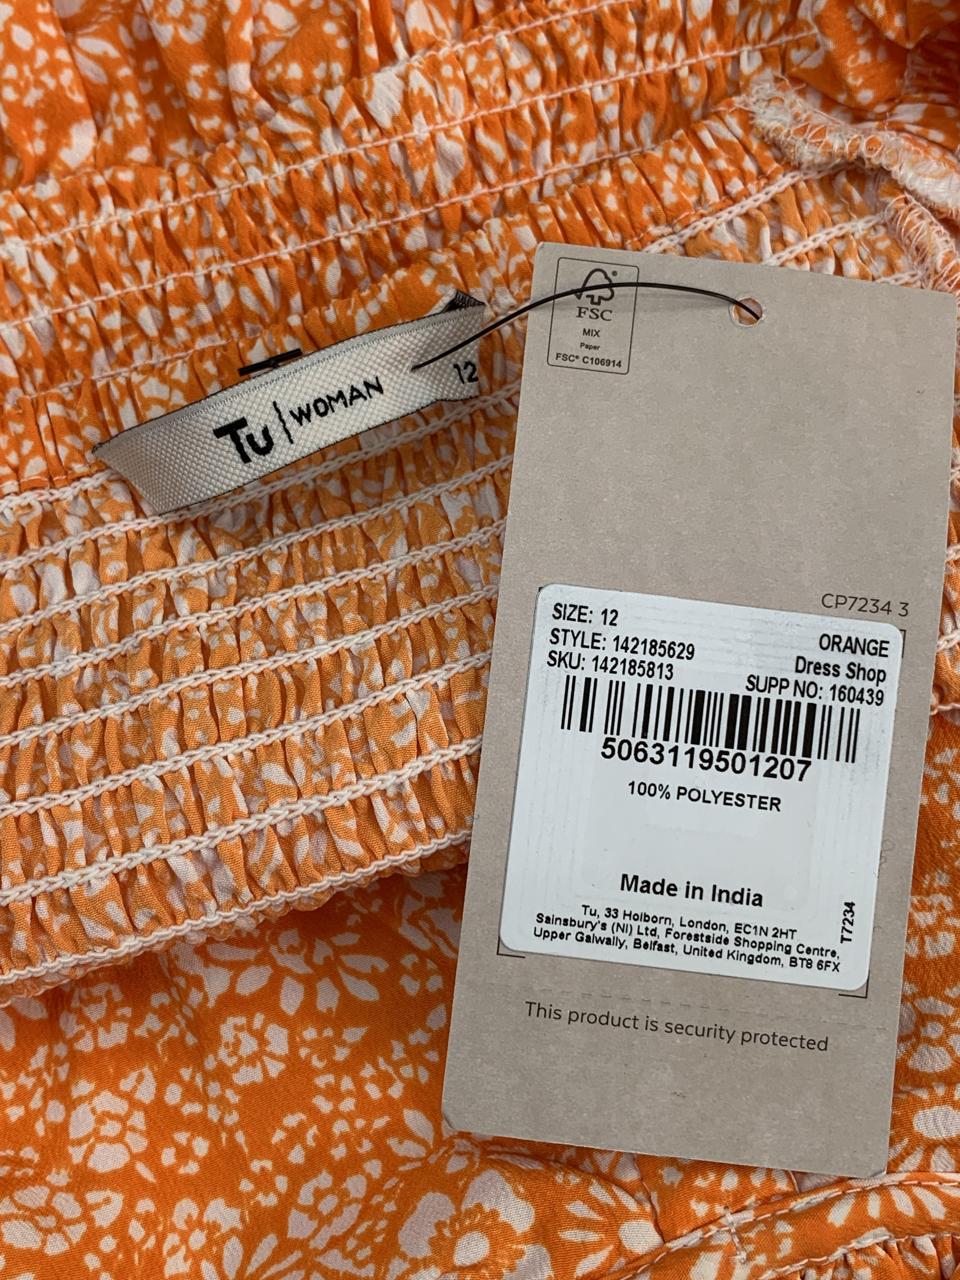 FSC®
MIX
Paper
FSC® C106914
Tu | WOMAN
12
CP7234 3
SIZE: 12
ORANGE
STYLE: 142185629
Dress Shop
SKU: 142185813
SUPP NO: 160439
5063119501207
100% POLYESTER
Made in India
Tu, 33 Holborn, London, EC1N 2HT
Sainsbury's (NI) Ltd, Forestside Shopping Centre,
Upper Galwally, Belfast, United Kingdom, BT8 6FX
T7234
This product is security protected